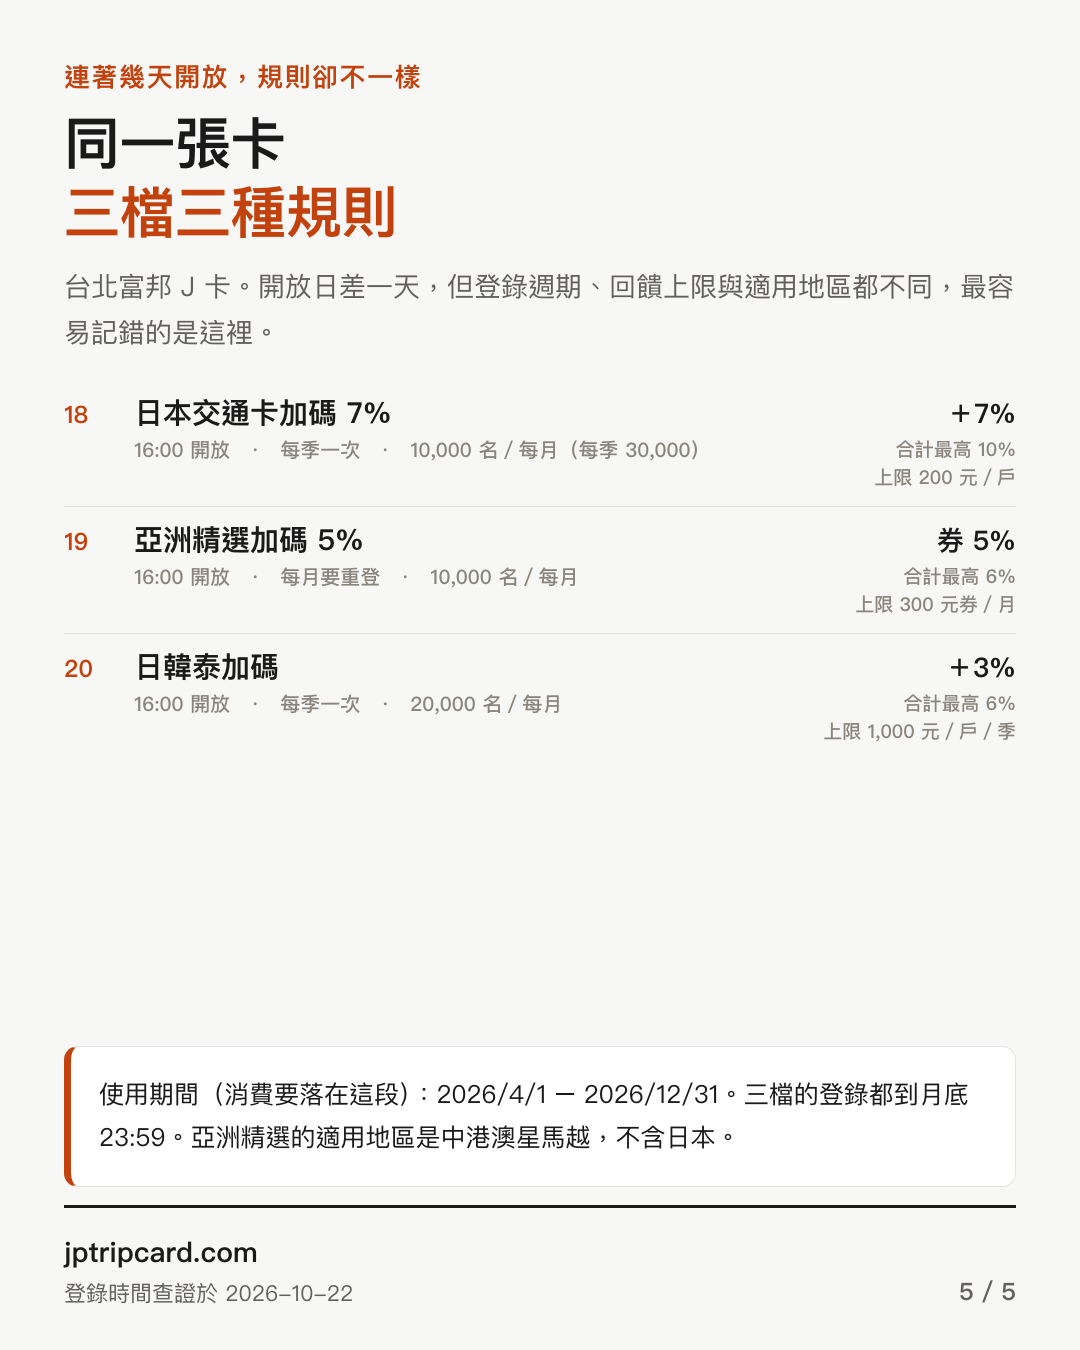 連著幾天開放，規則卻不一樣
同一張卡
三檔三種規則
台北富邦 J 卡。開放日差一天，但登錄週期、回饋上限與適用地區都不同，最容
易記錯的是這裡。
18 日本交通卡加碼 7% +7%
16:00 開放 · 每季一次 · 10,000 名 / 每月（每季 30,000） 合計最高 10%
上限 200 元 / 戶
19 亞洲精選加碼 5% 券 5%
16:00 開放 · 每月要重登 · 10,000 名 / 每月 合計最高 6%
上限 300 元券 / 月
20 日韓泰加碼 +3%
16:00 開放 · 每季一次 · 20,000 名 / 每月 合計最高 6%
上限 1,000 元 / 戶 / 季
使用期間（消費要落在這段）：2026/4/1 — 2026/12/31。三檔的登錄都到月底
23:59。亞洲精選的適用地區是中港澳星馬越，不含日本。
jptripcard.com
登錄時間查證於 2026–10–22
5 / 5